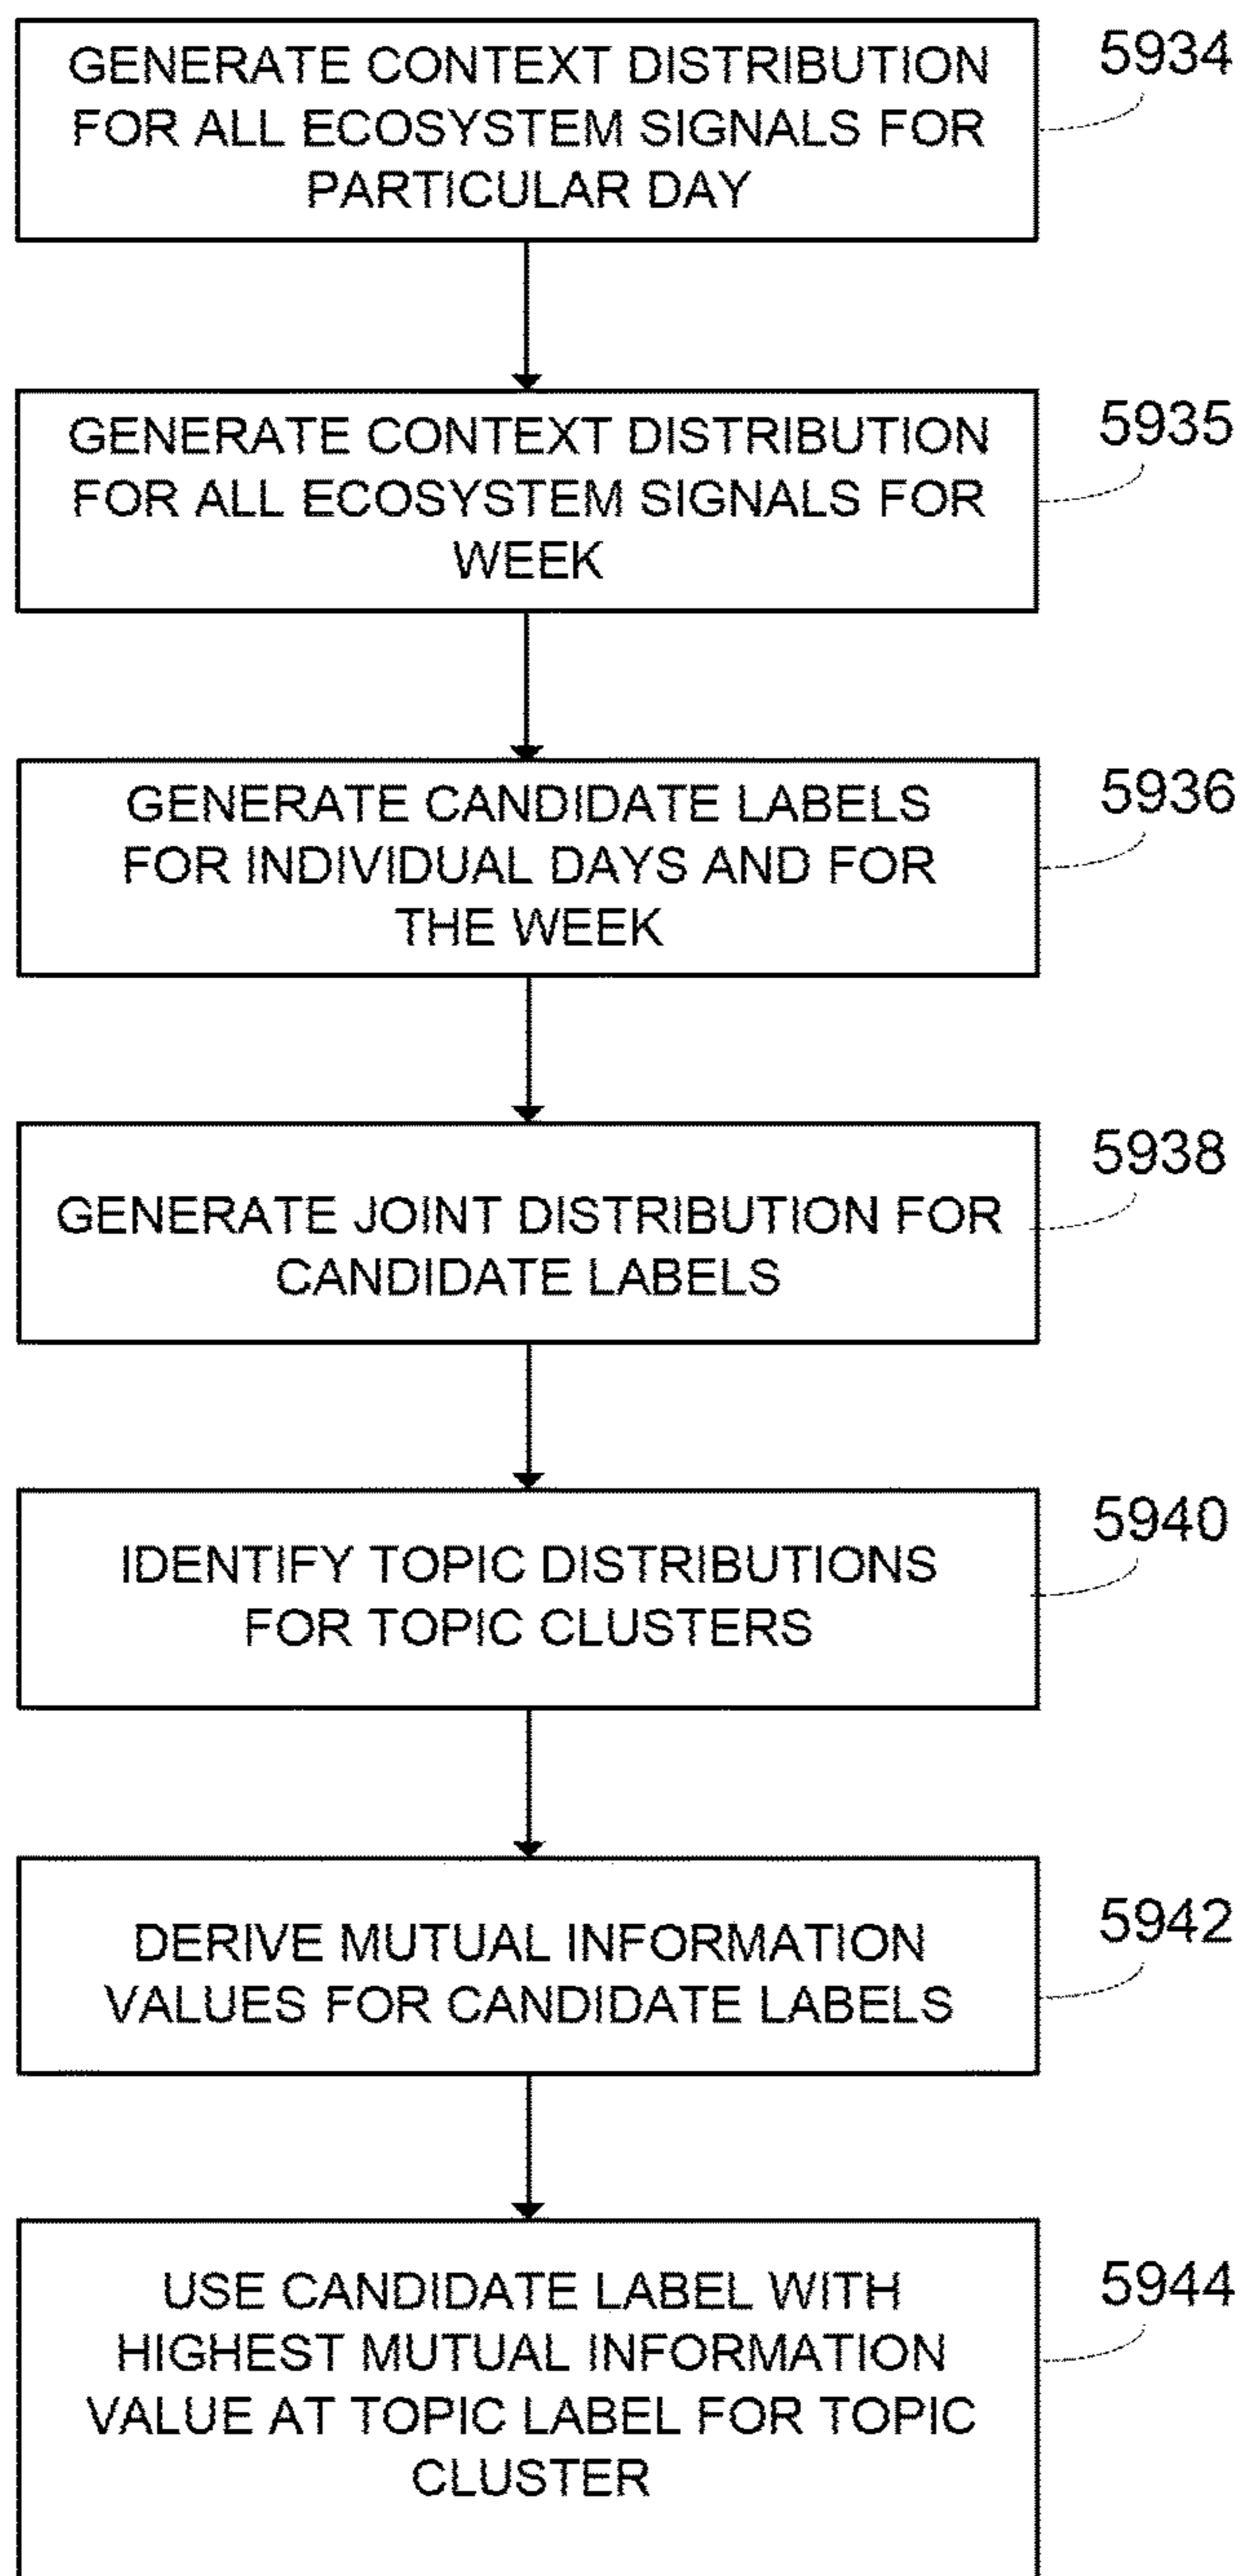 GENERATE CONTEXT DISTRIBUTION
FOR ALL ECOSYSTEM SIGNALS FOR
PARTICULAR DAY
5934
GENERATE CONTEXT DISTRIBUTION
FOR ALL ECOSYSTEM SIGNALS FOR
WEEK
5935
GENERATE CANDIDATE LABELS
FOR INDIVIDUAL DAYS AND FOR
THE WEEK
5936
GENERATE JOINT DISTRIBUTION FOR
CANDIDATE LABELS
5938
IDENTIFY TOPIC DISTRIBUTIONS
FOR TOPIC CLUSTERS
5940
DERIVE MUTUAL INFORMATION
VALUES FOR CANDIDATE LABELS
5942
USE CANDIDATE LABEL WITH
HIGHEST MUTUAL INFORMATION
VALUE AT TOPIC LABEL FOR TOPIC
CLUSTER
5944